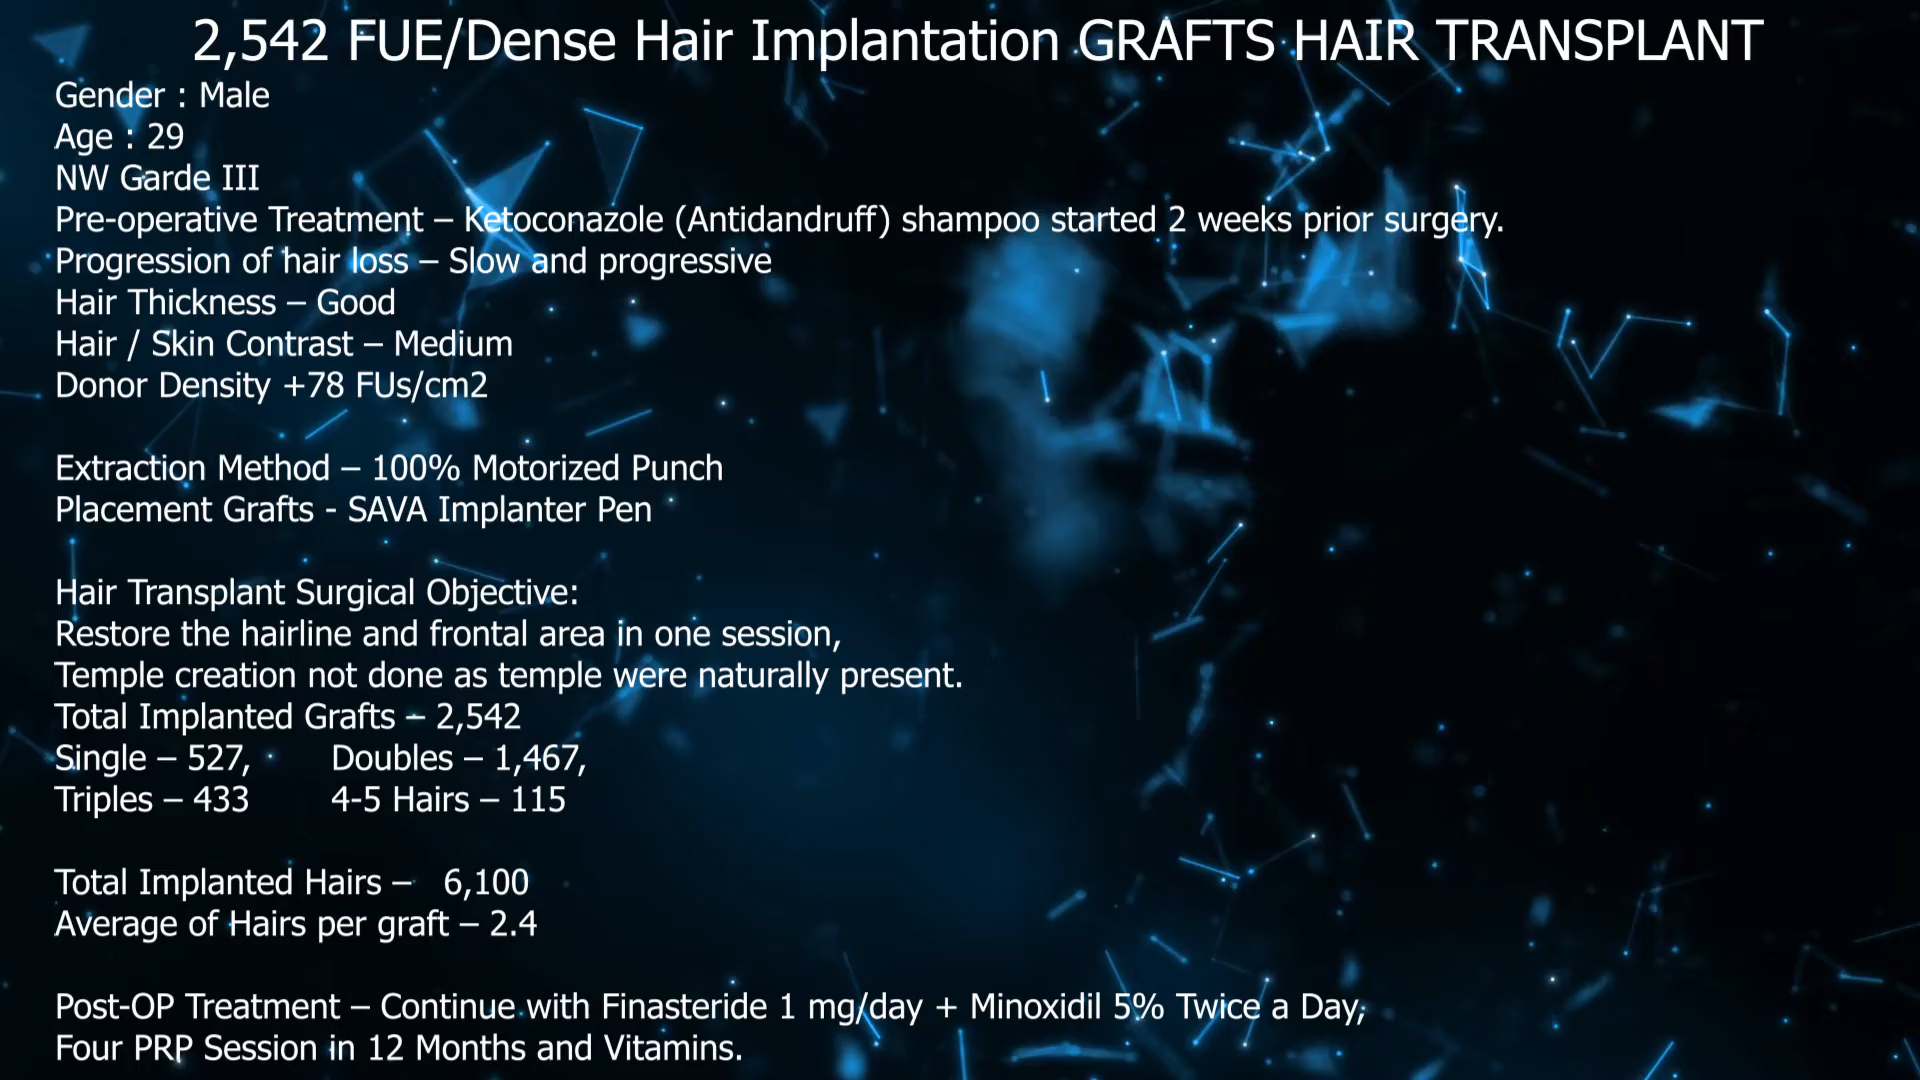 2,542 FUE/Dense Hair Implantation GRAFTS HAIR TRANSPLANT
Gender : Male
Age : 29
NW Garde III
Pre-operative Treatment – Ketoconazole (Antidandruff) shampoo started 2 weeks prior surgery.
Progression of hair loss – Slow and progressive
Hair Thickness – Good
Hair / Skin Contrast – Medium
Donor Density +78 FUs/cm2
Extraction Method – 100% Motorized Punch
Placement Grafts - SAVA Implanter Pen
Hair Transplant Surgical Objective:
Restore the hairline and frontal area in one session,
Temple creation not done as temple were naturally present.
Total Implanted Grafts – 2,542
Single – 527, Doubles – 1,467,
Triples – 433 4-5 Hairs – 115
Total Implanted Hairs – 6,100
Average of Hairs per graft – 2.4
Post-OP Treatment – Continue with Finasteride 1 mg/day + Minoxidil 5% Twice a Day,
Four PRP Session in 12 Months and Vitamins.